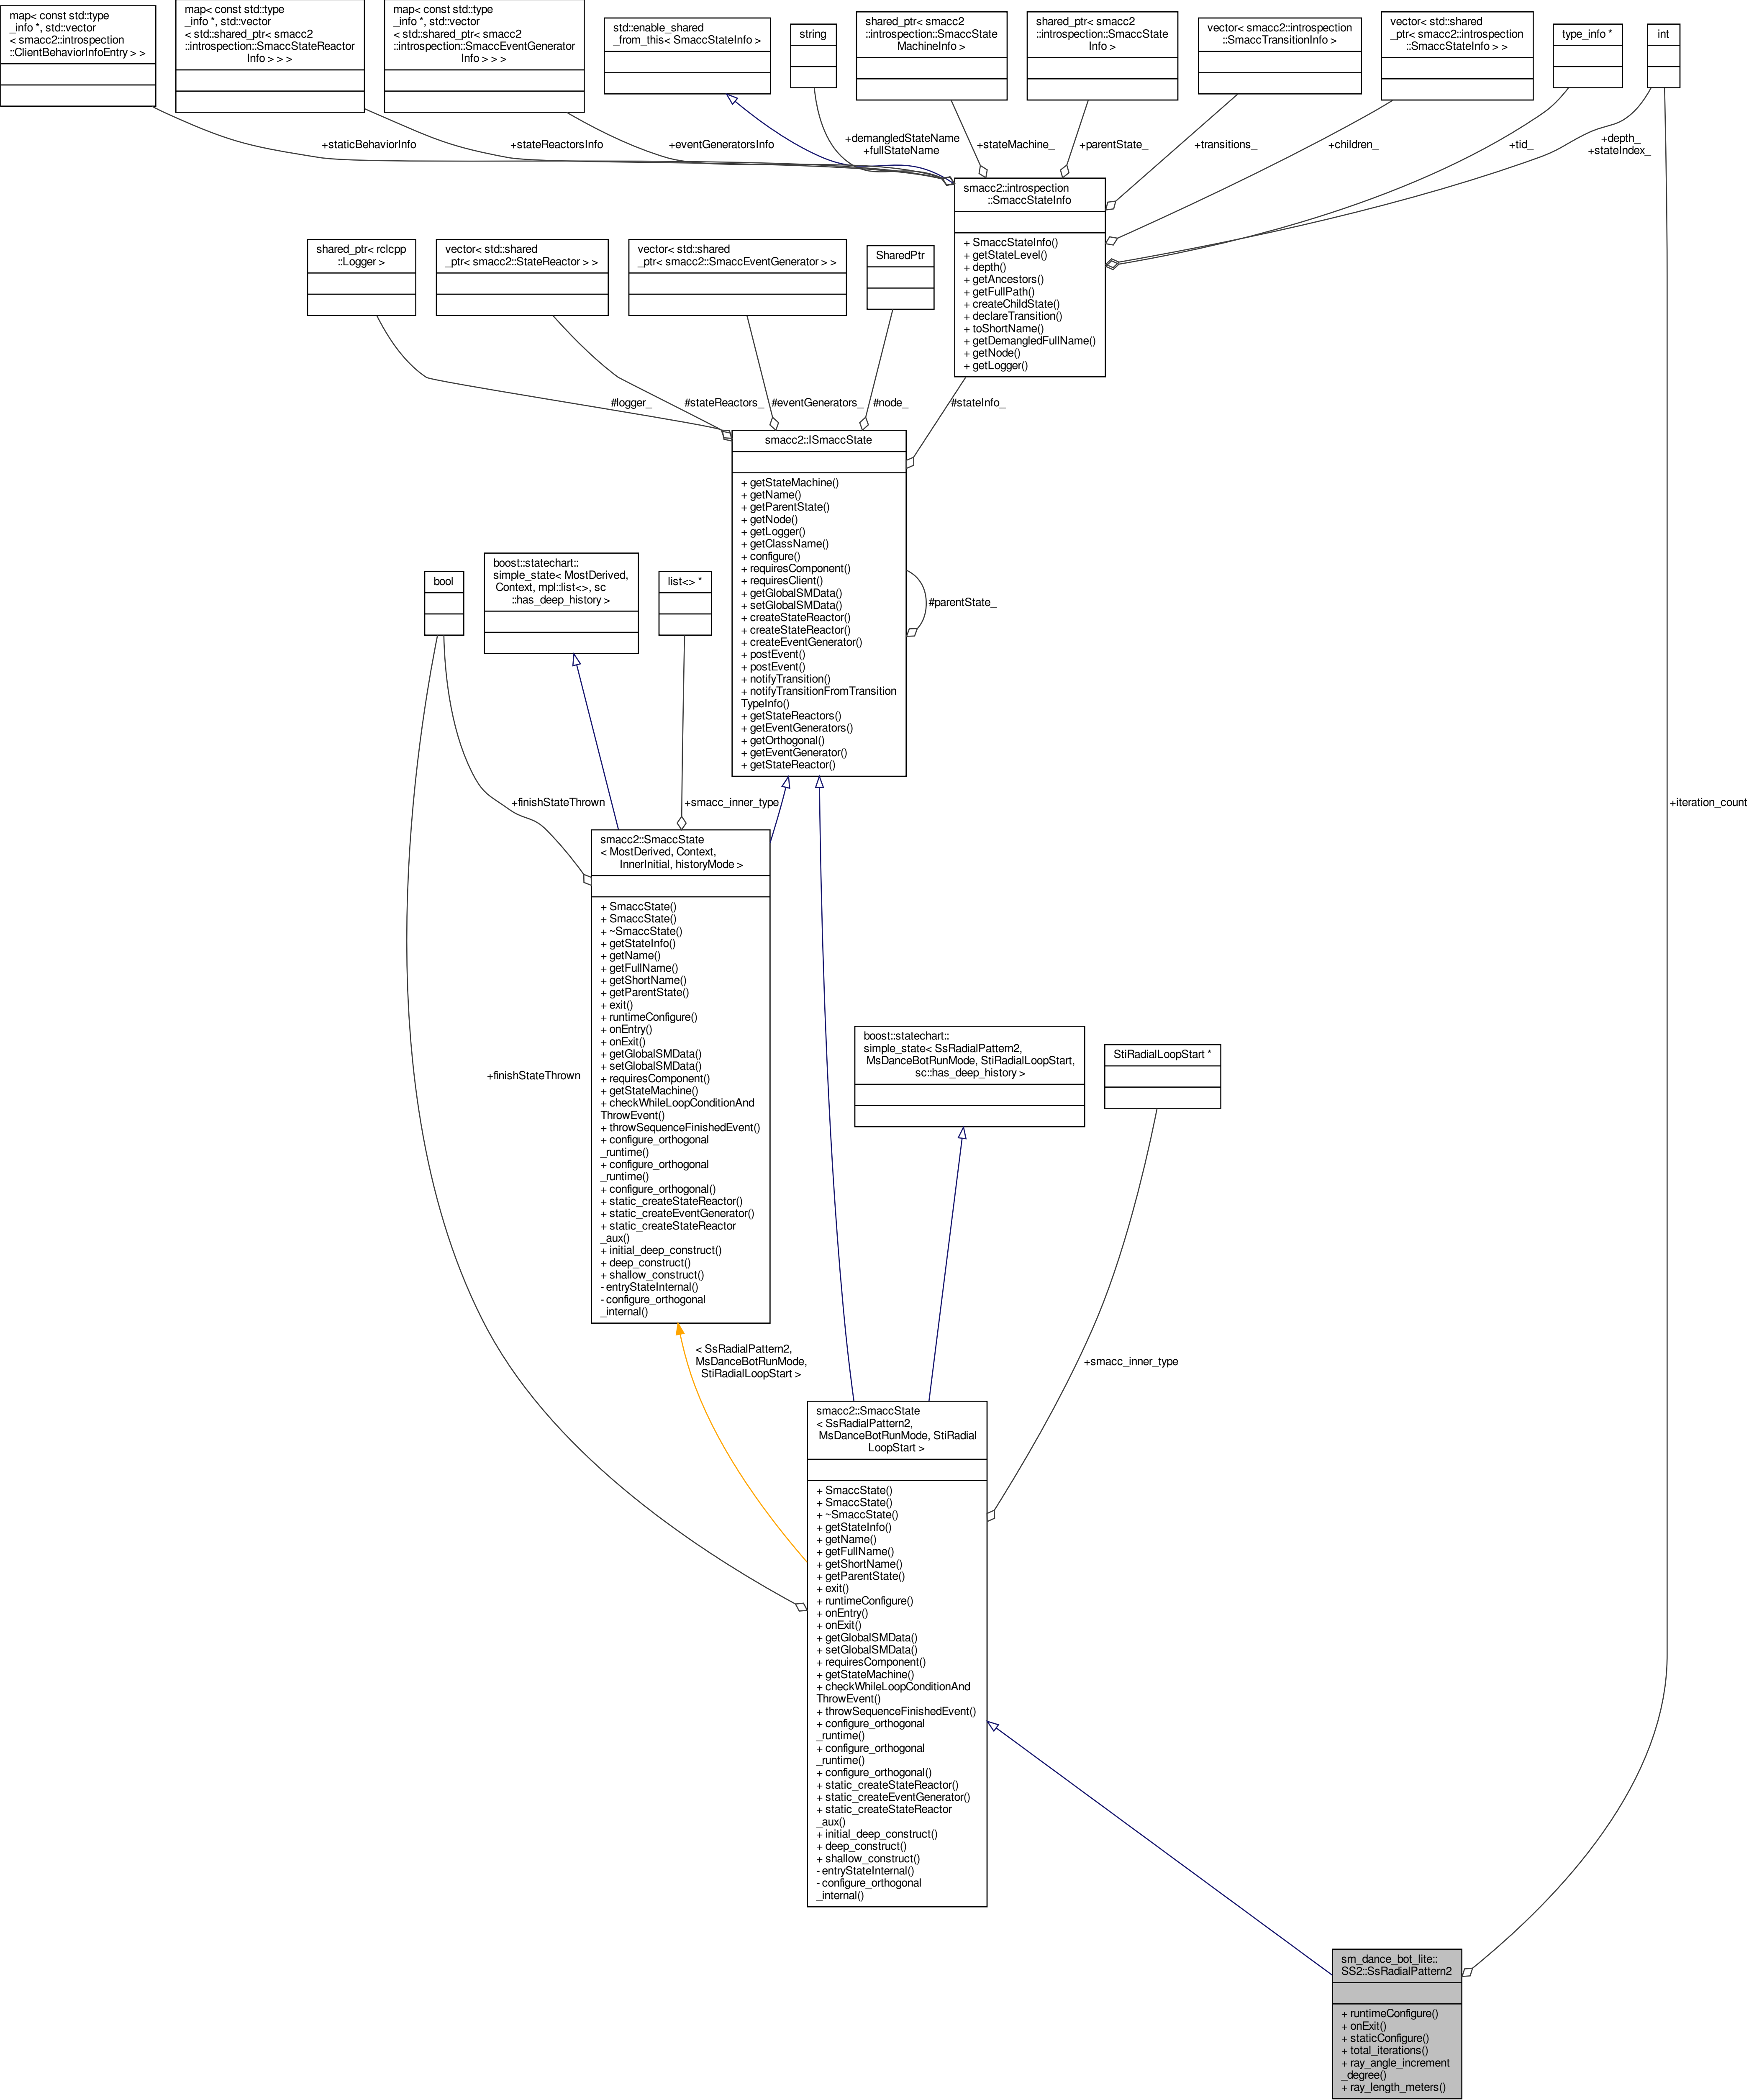 map< const std::type
_info *, std::vector
< smacc2::introspection
::ClientBehaviorInfoEntry > >
map< const std::type
_info *, std::vector
< std::shared_ptr< smacc2
::introspection::SmaccStateReactor
Info > > >
map< const std::type
_info *, std::vector
< std::shared_ptr< smacc2
::introspection::SmaccEventGenerator
Info > > >
std::enable_shared
_from_this< SmaccStateInfo >
string
shared_ptr< smacc2
::introspection::SmaccState
MachineInfo >
shared_ptr< smacc2
::introspection::SmaccState
Info >
vector< smacc2::introspection
::SmaccTransitionInfo >
vector< std::shared
_ptr< smacc2::introspection
::SmaccStateInfo > >
type_info *
int
+staticBehaviorInfo
+stateReactorsInfo
+eventGeneratorsInfo
+demangledStateName
+fullStateName
+stateMachine_
+parentState_
+transitions_
+children_
+tid_
+depth_
+stateIndex_
smacc2::introspection
::SmaccStateInfo
+ SmaccStateInfo()
+ getStateLevel()
+ depth()
+ getAncestors()
+ getFullPath()
+ createChildState()
+ declareTransition()
+ toShortName()
+ getDemangledFullName()
+ getNode()
+ getLogger()
shared_ptr< rclcpp
::Logger >
vector< std::shared
_ptr< smacc2::StateReactor > >
vector< std::shared
_ptr< smacc2::SmaccEventGenerator > >
SharedPtr
#logger_
#stateReactors_
#eventGenerators_
#node_
#stateInfo_
smacc2::ISmaccState
+ getStateMachine()
+ getName()
+ getParentState()
+ getNode()
+ getLogger()
+ getClassName()
+ configure()
+ requiresComponent()
+ requiresClient()
+ getGlobalSMData()
+ setGlobalSMData()
+ createStateReactor()
+ createStateReactor()
+ createEventGenerator()
+ postEvent()
+ postEvent()
+ notifyTransition()
+ notifyTransitionFromTransition
TypeInfo()
+ getStateReactors()
+ getEventGenerators()
+ getOrthogonal()
+ getEventGenerator()
+ getStateReactor()
#parentState_
bool
boost::statechart::
simple_state< MostDerived,
Context, mpl::list<>, sc
::has_deep_history >
list<> *
+finishStateThrown
+smacc_inner_type
+iteration_count
smacc2::SmaccState
< MostDerived, Context,
InnerInitial, historyMode >
+ SmaccState()
+ SmaccState()
+ ~SmaccState()
+ getStateInfo()
+ getName()
+ getFullName()
+ getShortName()
+ getParentState()
+ exit()
+ runtimeConfigure()
+ onEntry()
+ onExit()
+ getGlobalSMData()
+ setGlobalSMData()
+ requiresComponent()
+ getStateMachine()
+ checkWhileLoopConditionAnd
ThrowEvent()
+ throwSequenceFinishedEvent()
+ configure_orthogonal
_runtime()
+ configure_orthogonal
_runtime()
+ configure_orthogonal()
+ static_createStateReactor()
+ static_createEventGenerator()
+ static_createStateReactor
_aux()
+ initial_deep_construct()
+ deep_construct()
+ shallow_construct()
- entryStateInternal()
- configure_orthogonal
_internal()
+finishStateThrown
boost::statechart::
simple_state< SsRadialPattern2,
MsDanceBotRunMode, StiRadialLoopStart,
sc::has_deep_history >
StiRadialLoopStart *
< SsRadialPattern2,
MsDanceBotRunMode,
StiRadialLoopStart >
+smacc_inner_type
smacc2::SmaccState
< SsRadialPattern2,
MsDanceBotRunMode, StiRadial
LoopStart >
+ SmaccState()
+ SmaccState()
+ ~SmaccState()
+ getStateInfo()
+ getName()
+ getFullName()
+ getShortName()
+ getParentState()
+ exit()
+ runtimeConfigure()
+ onEntry()
+ onExit()
+ getGlobalSMData()
+ setGlobalSMData()
+ requiresComponent()
+ getStateMachine()
+ checkWhileLoopConditionAnd
ThrowEvent()
+ throwSequenceFinishedEvent()
+ configure_orthogonal
_runtime()
+ configure_orthogonal
_runtime()
+ configure_orthogonal()
+ static_createStateReactor()
+ static_createEventGenerator()
+ static_createStateReactor
_aux()
+ initial_deep_construct()
+ deep_construct()
+ shallow_construct()
- entryStateInternal()
- configure_orthogonal
_internal()
sm_dance_bot_lite::
SS2::SsRadialPattern2
+ runtimeConfigure()
+ onExit()
+ staticConfigure()
+ total_iterations()
+ ray_angle_increment
_degree()
+ ray_length_meters()